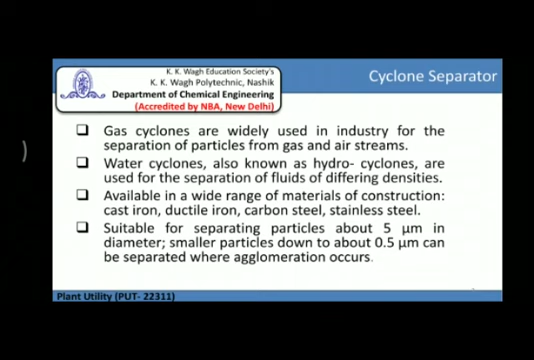 K. K. Wagh Education Society's
K. K. Wagh Polytechnic, Nashik
Department of Chemical Engineering
(Accredited by NBA, New Delhi)
Cyclone Separator
Gas cyclones are widely used in industry for the
separation of particles from gas and air streams.
Water cyclones, also known as hydro- cyclones, are
used for the separation of fluids of differing densities.
Available in a wide range of materials of construction:
cast iron, ductile iron, carbon steel, stainless steel.
Suitable for separating particles about 5 μm in
diameter; smaller particles down to about 0.5 μm can
be separated where agglomeration occurs.
Plant Utility (PUT- 22311)